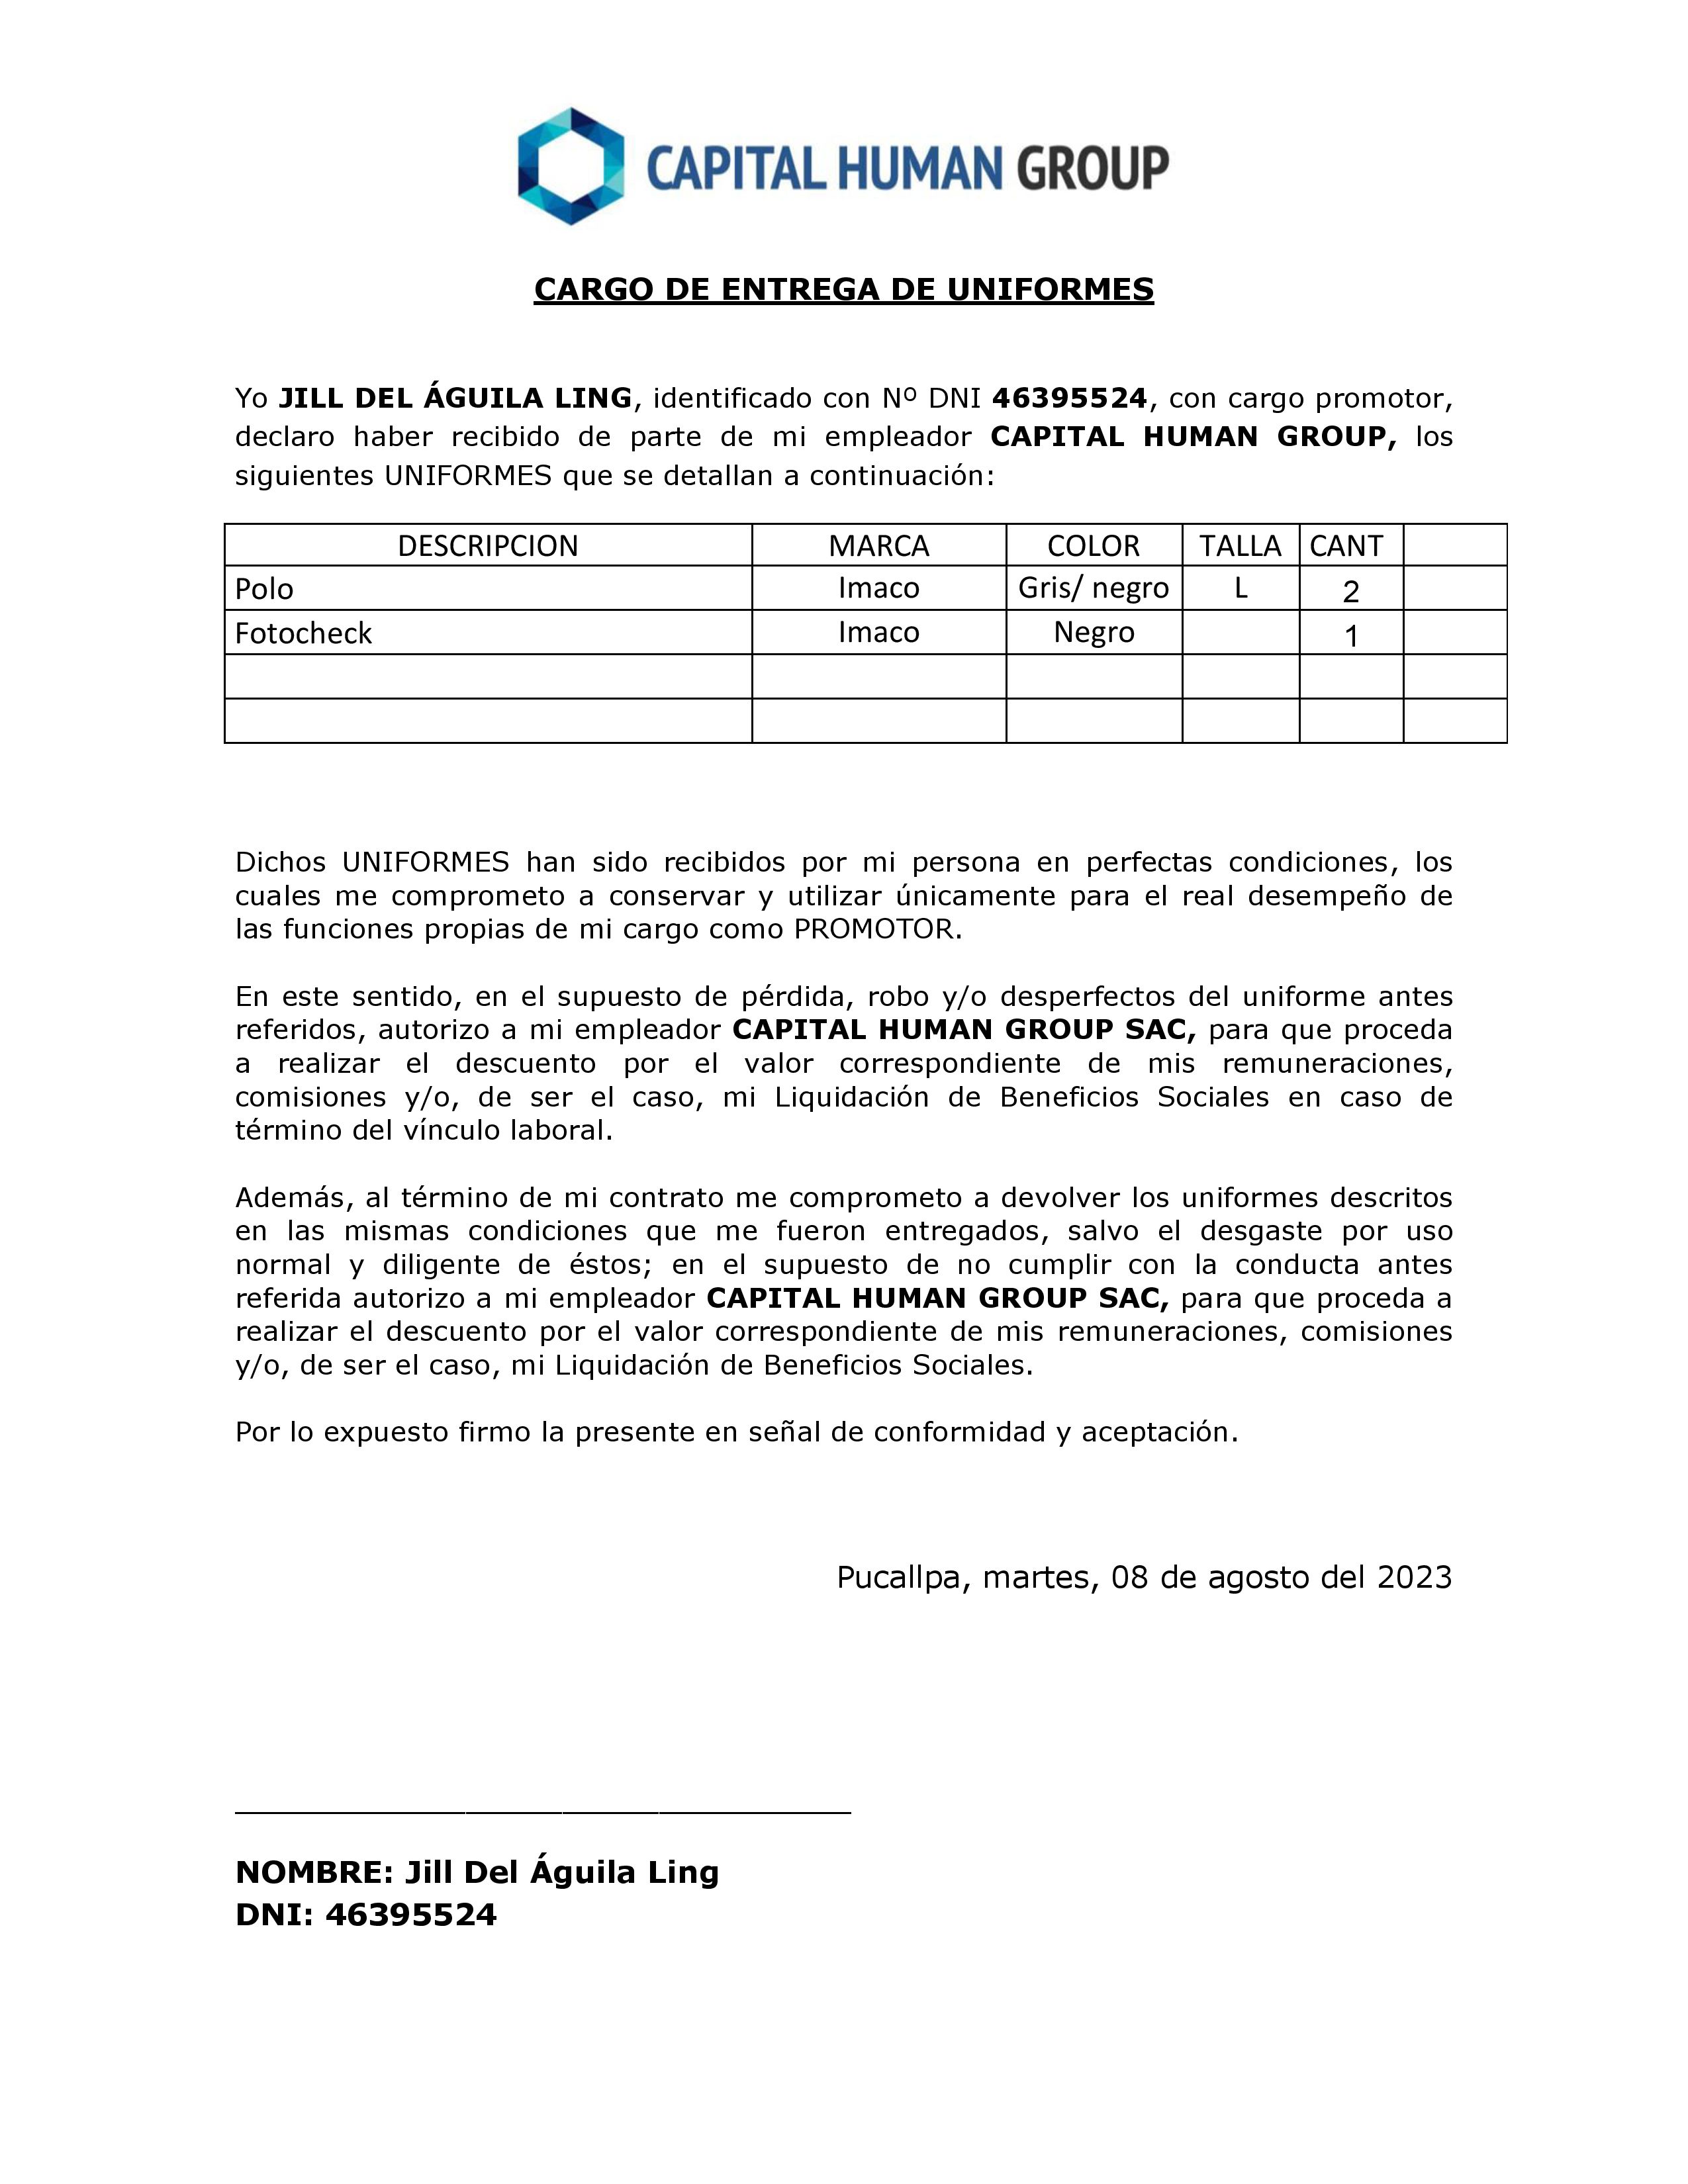 CAPITAL HUMAN GROUP
CARGO DE ENTREGA DE UNIFORMES
Yo JILL DEL ÁGUILA LING, identificado con Nº DNI 46395524, con cargo promotor,
declaro haber recibido de parte de mi empleador CAPITAL HUMAN GROUP, los
siguientes UNIFORMES que se detallan a continuación:
DESCRIPCION MARCA COLOR TALLA CANT
Polo Imaco Gris/ negro L 2
Fotocheck Imaco Negro 1
Dichos UNIFORMES han sido recibidos por mi persona en perfectas condiciones, los
cuales me comprometo a conservar y utilizar únicamente para el real desempeño de
las funciones propias de mi cargo como PROMOTOR.
En este sentido, en el supuesto de pérdida, robo y/o desperfectos del uniforme antes
referidos, autorizo a mi empleador CAPITAL HUMAN GROUP SAC, para que proceda
a realizar el descuento por el valor correspondiente de mis remuneraciones,
comisiones y/o, de ser el caso, mi Liquidación de Beneficios Sociales en caso de
término del vínculo laboral.
Además, al término de mi contrato me comprometo a devolver los uniformes descritos
en las mismas condiciones que me fueron entregados, salvo el desgaste por uso
normal y diligente de éstos; en el supuesto de no cumplir con la conducta antes
referida autorizo a mi empleador CAPITAL HUMAN GROUP SAC, para que proceda a
realizar el descuento por el valor correspondiente de mis remuneraciones, comisiones
y/o, de ser el caso, mi Liquidación de Beneficios Sociales.
Por lo expuesto firmo la presente en señal de conformidad y aceptación.
Pucallpa, martes, 08 de agosto del 2023
NOMBRE: Jill Del Águila Ling
DNI: 46395524